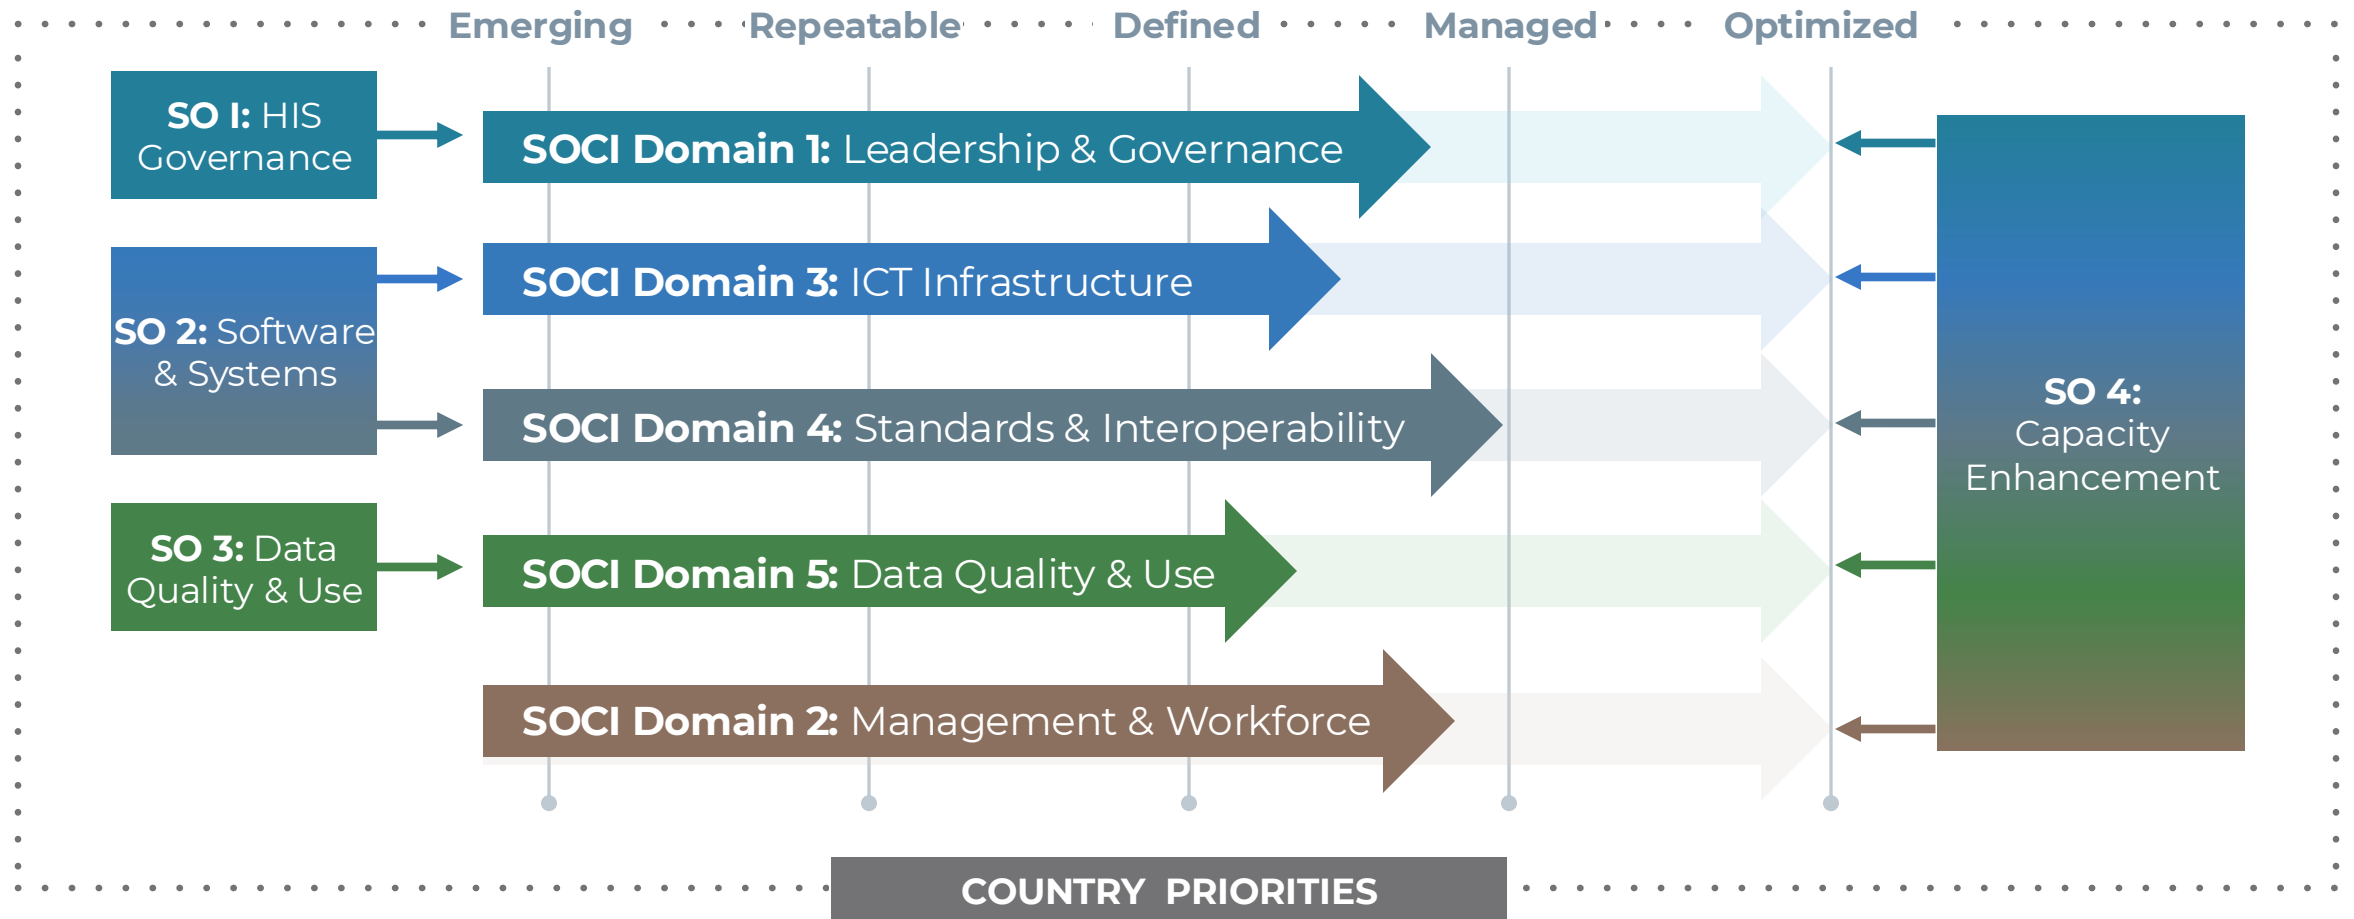 Emerging Repeatable Defined Managed Optimized
SO I: HIS
Governance
SOCI Domain 1: Leadership & Governance
SOCI Domain 3: ICT Infrastructure
SO 2: Software
& Systems
SOCI Domain 4: Standards & Interoperability
SO 3: Data
Quality & Use
SOCI Domain 5: Data Quality & Use
SOCI Domain 2: Management & Workforce
SO 4:
Capacity
Enhancement
COUNTRY PRIORITIES